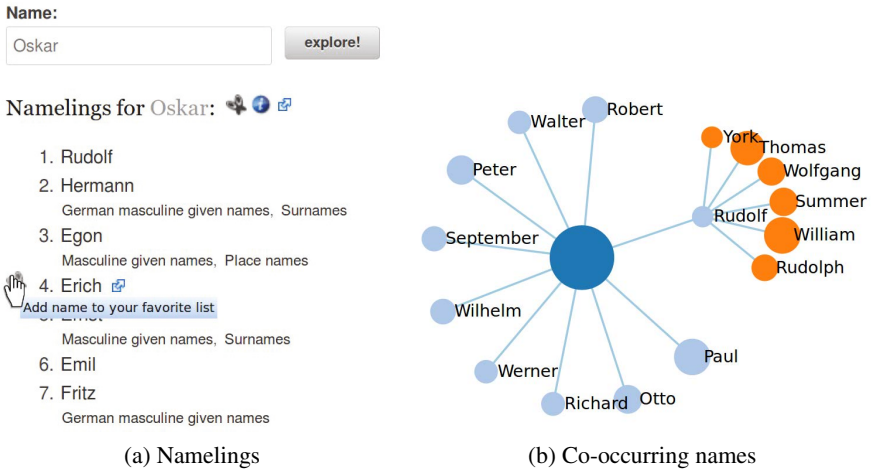 Name:
Oskar
explore!
Namelings for Oskar:
1. Rudolf
2. Hermann
German masculine given names, Surnames
3. Egon
Masculine given names, Place names
4. Erich
Add name to your favorite list
5. Ernst
Masculine given names, Surnames
6. Emil
7. Fritz
German masculine given names
(a) Namelings
Robert
Walter
York
Thomas
Peter
Wolfgang
Summer
Rudolf
September
William
Rudolph
Wilhelm
Paul
Werner
Richard
Otto
(b) Co-occurring names